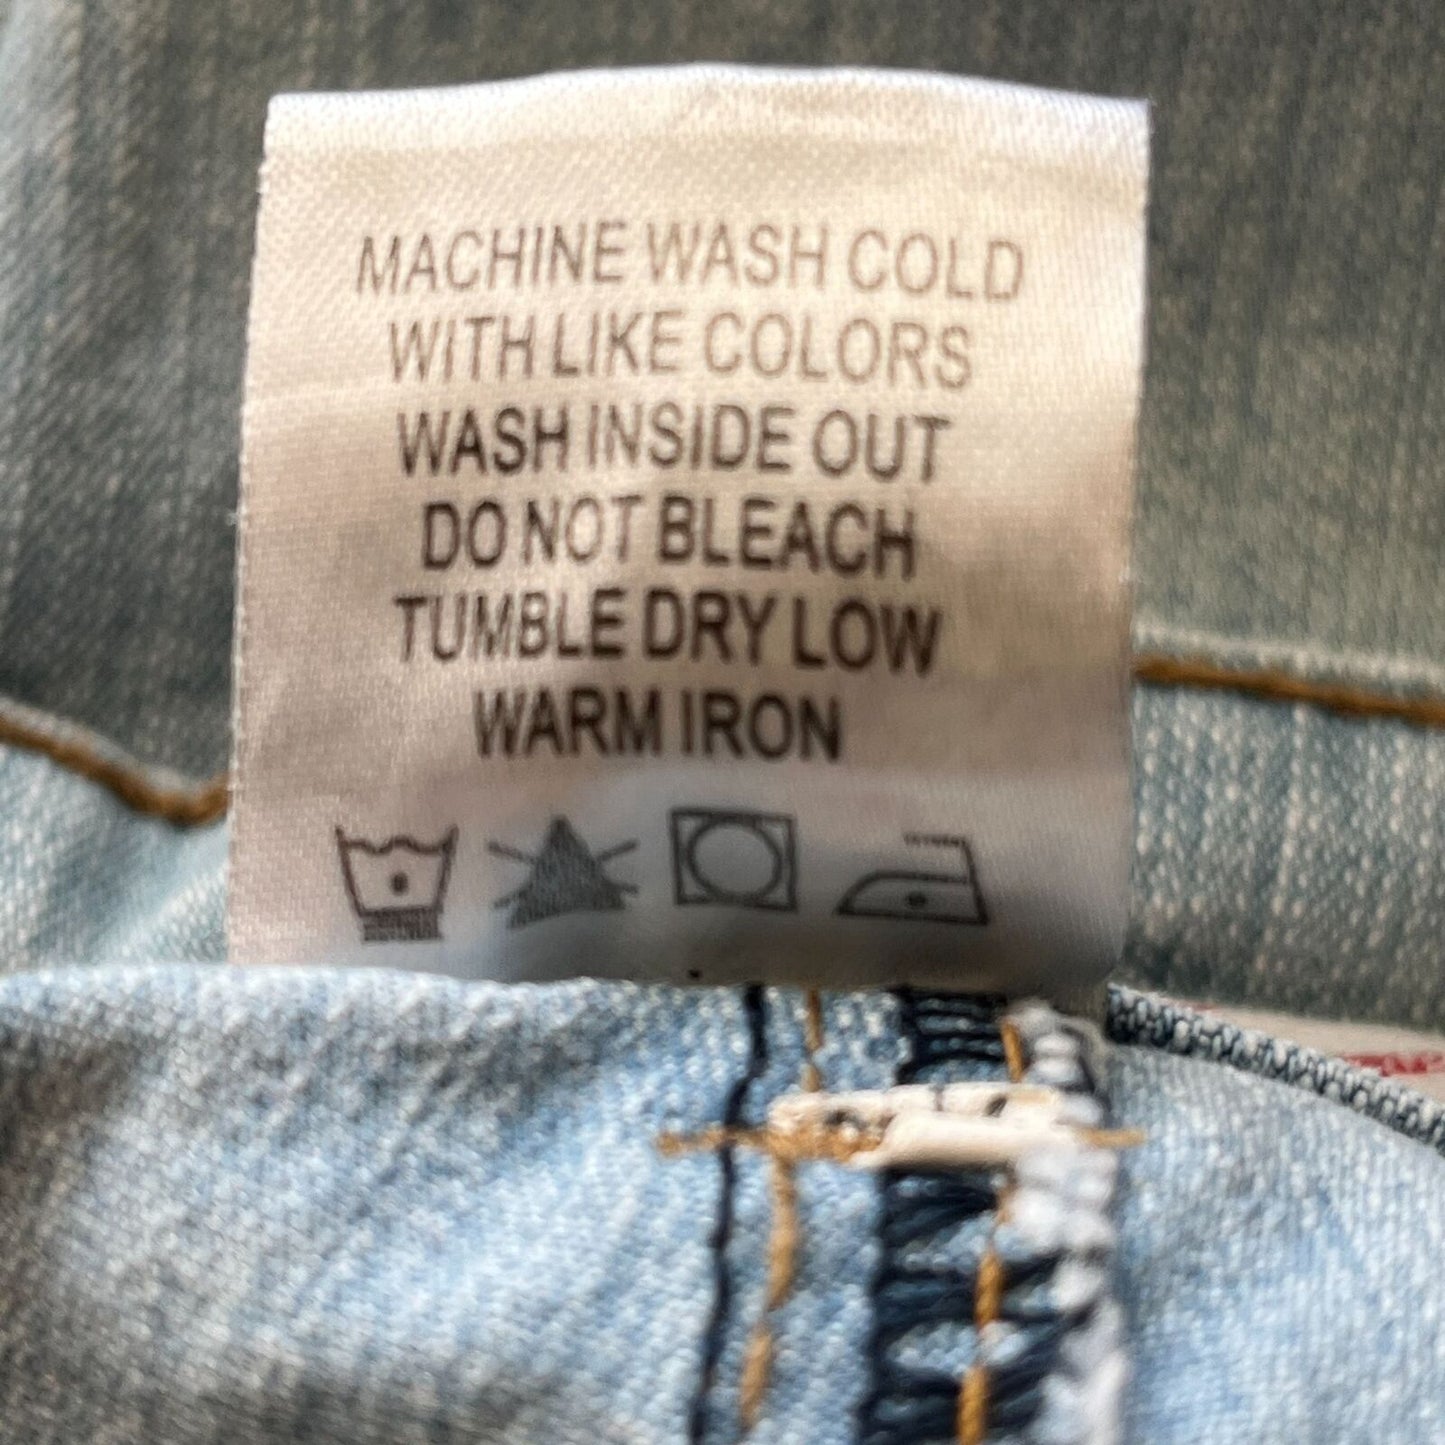 MACHINE WASH COLD
WITH LIKE COLORS
WASH INSIDE OUT
DO NOT BLEACH
TUMBLE DRY LOW
WARM IRON